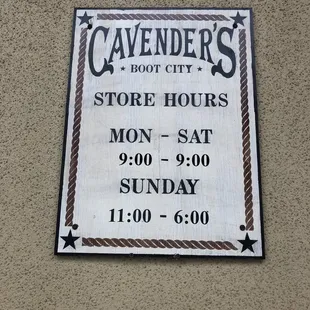 CAVENDER'S
★ BOOT CITY ★
STORE HOURS
MON - SAT
9:00 - 9:00
SUNDAY
11:00 - 6:00